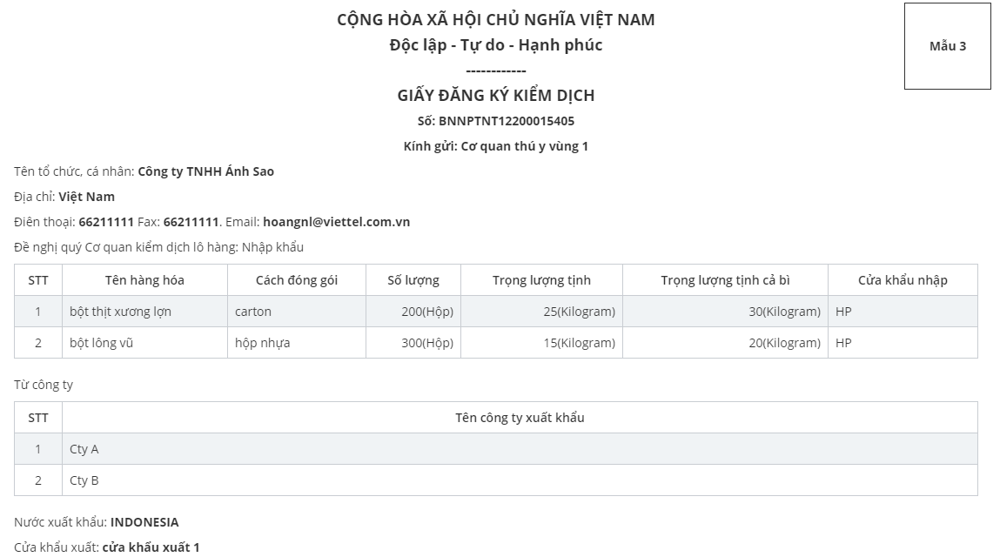 CỘNG HÒA XÃ HỘI CHỦ NGHĨA VIỆT NAM
Độc lập - Tự do - Hạnh phúc
------------
Mẫu 3
GIẤY ĐĂNG KÝ KIỂM DỊCH
Số: BNNPTNT12200015405
Kính gửi: Cơ quan thú y vùng 1
Tên tổ chức, cá nhân: Công ty TNHH Ánh Sao
Địa chỉ: Việt Nam
Điên thoại: 66211111 Fax: 66211111. Email: hoangnl@viettel.com.vn
Đề nghị quý Cơ quan kiểm dịch lô hàng: Nhập khẩu
STT Tên hàng hóa Cách đóng gói Số lượng Trọng lượng tịnh Trọng lượng tịnh cả bì Cửa khẩu nhập
1 bột thịt xương lợn carton 200(Hộp) 25(Kilogram) 30(Kilogram) HP
2 bột lông vũ hộp nhựa 300(Hộp) 15(Kilogram) 20(Kilogram) HP
Từ công ty
STT Tên công ty xuất khẩu
1 Cty A
2 Cty B
Nước xuất khẩu: INDONESIA
Cửa khẩu xuất: cửa khẩu xuất 1